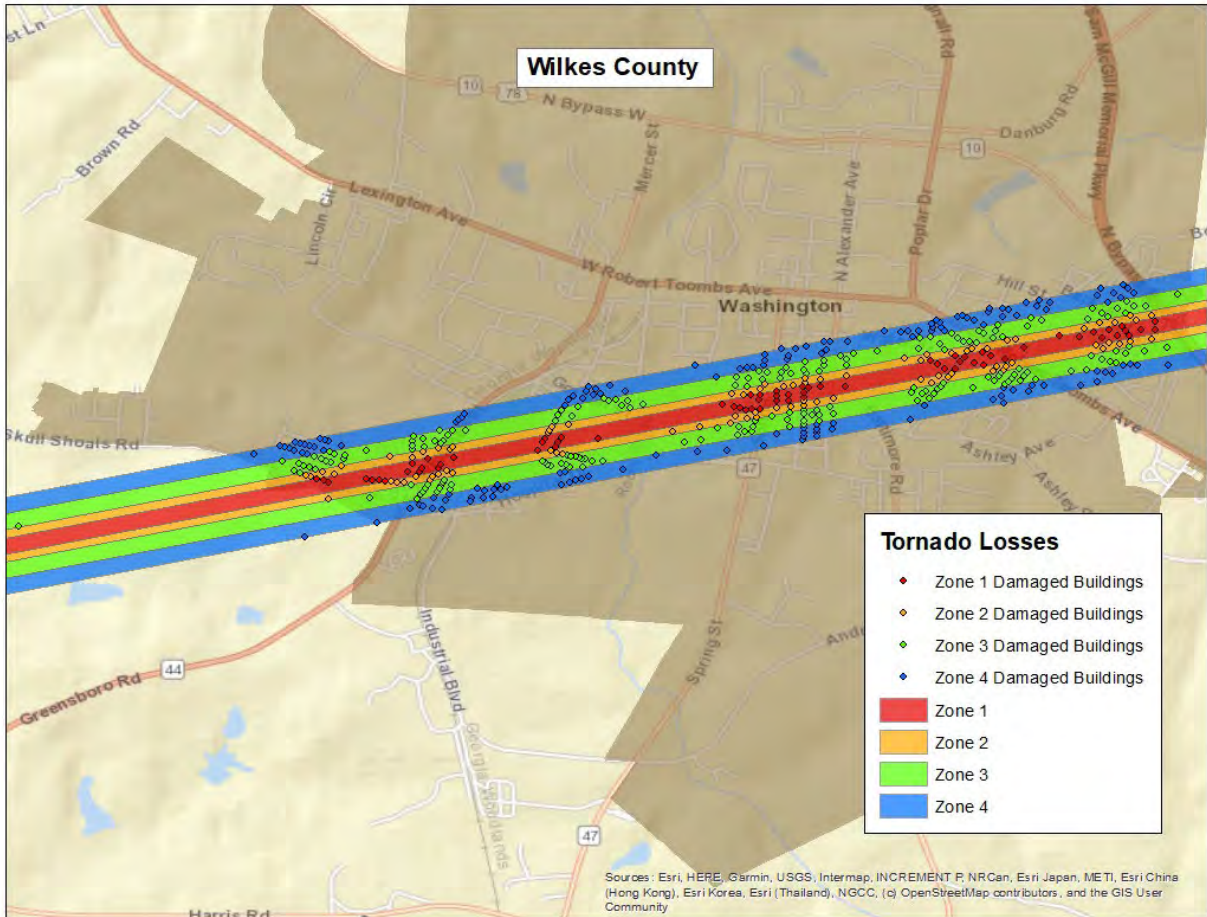 Wilkes County
st Ln
10
78
N Bypass W
Danburg Rd
10
Brown Rd
Mercer St
Lexington Ave
Lincoln Cir
N Alexander Ave
Poplar Dr
W Robert Toombs Ave
Washington
Hill St
N Bypass
Skull Shoals Rd
47
Ashley Ave
Industrial Blvd
Spring St
44
Greensboro Rd
47
Harris Rd
Tornado Losses
Zone 1 Damaged Buildings
Zone 2 Damaged Buildings
Zone 3 Damaged Buildings
Zone 4 Damaged Buildings
Zone 1
Zone 2
Zone 3
Zone 4
Sources: Esri, HERE, Garmin, USGS, Intermap, INCREMENT P, NRCan, Esri Japan, METI, Esri China
(Hong Kong), Esri Korea, Esri (Thailand), NGCC, (c) OpenStreetMap contributors, and the GIS User
Community